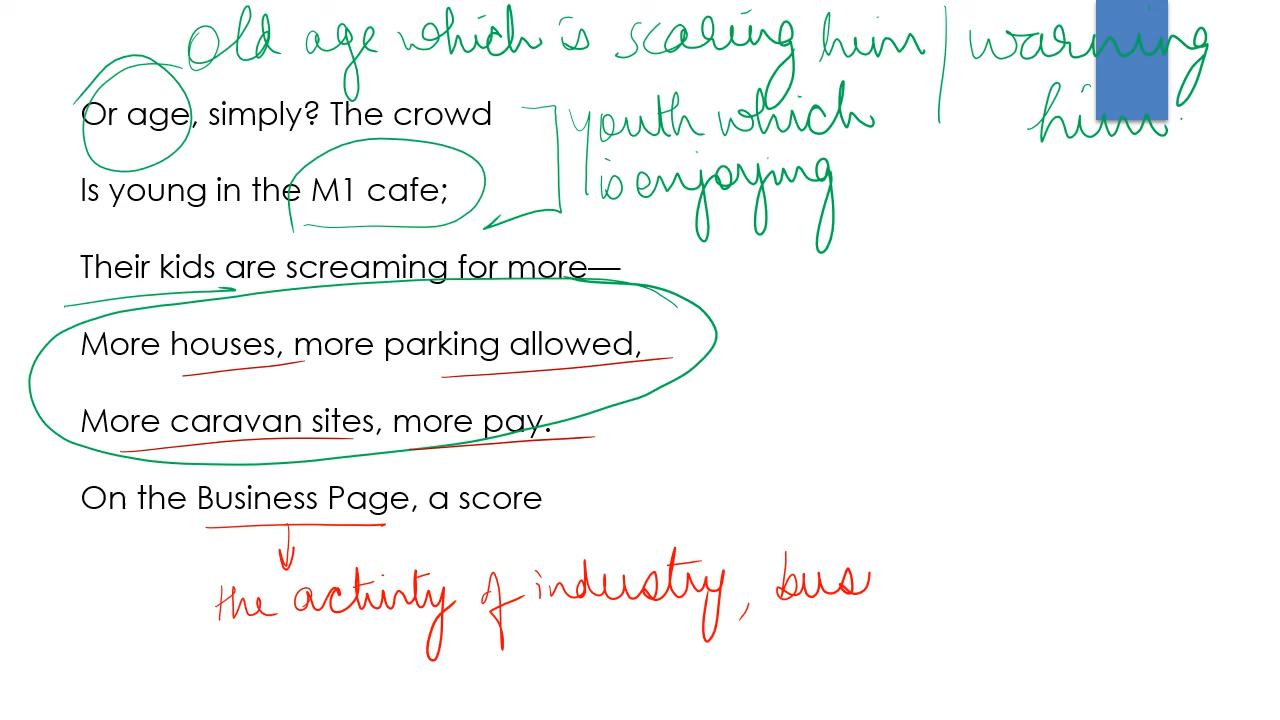 Old age which is scaring him / warning
him.
Or age, simply? The crowd
youth which
is enjoying
Is young in the M1 cafe;
Their kids are screaming for more—
More houses, more parking allowed,
More caravan sites, more pay.
On the Business Page, a score
the activity of industry, bus